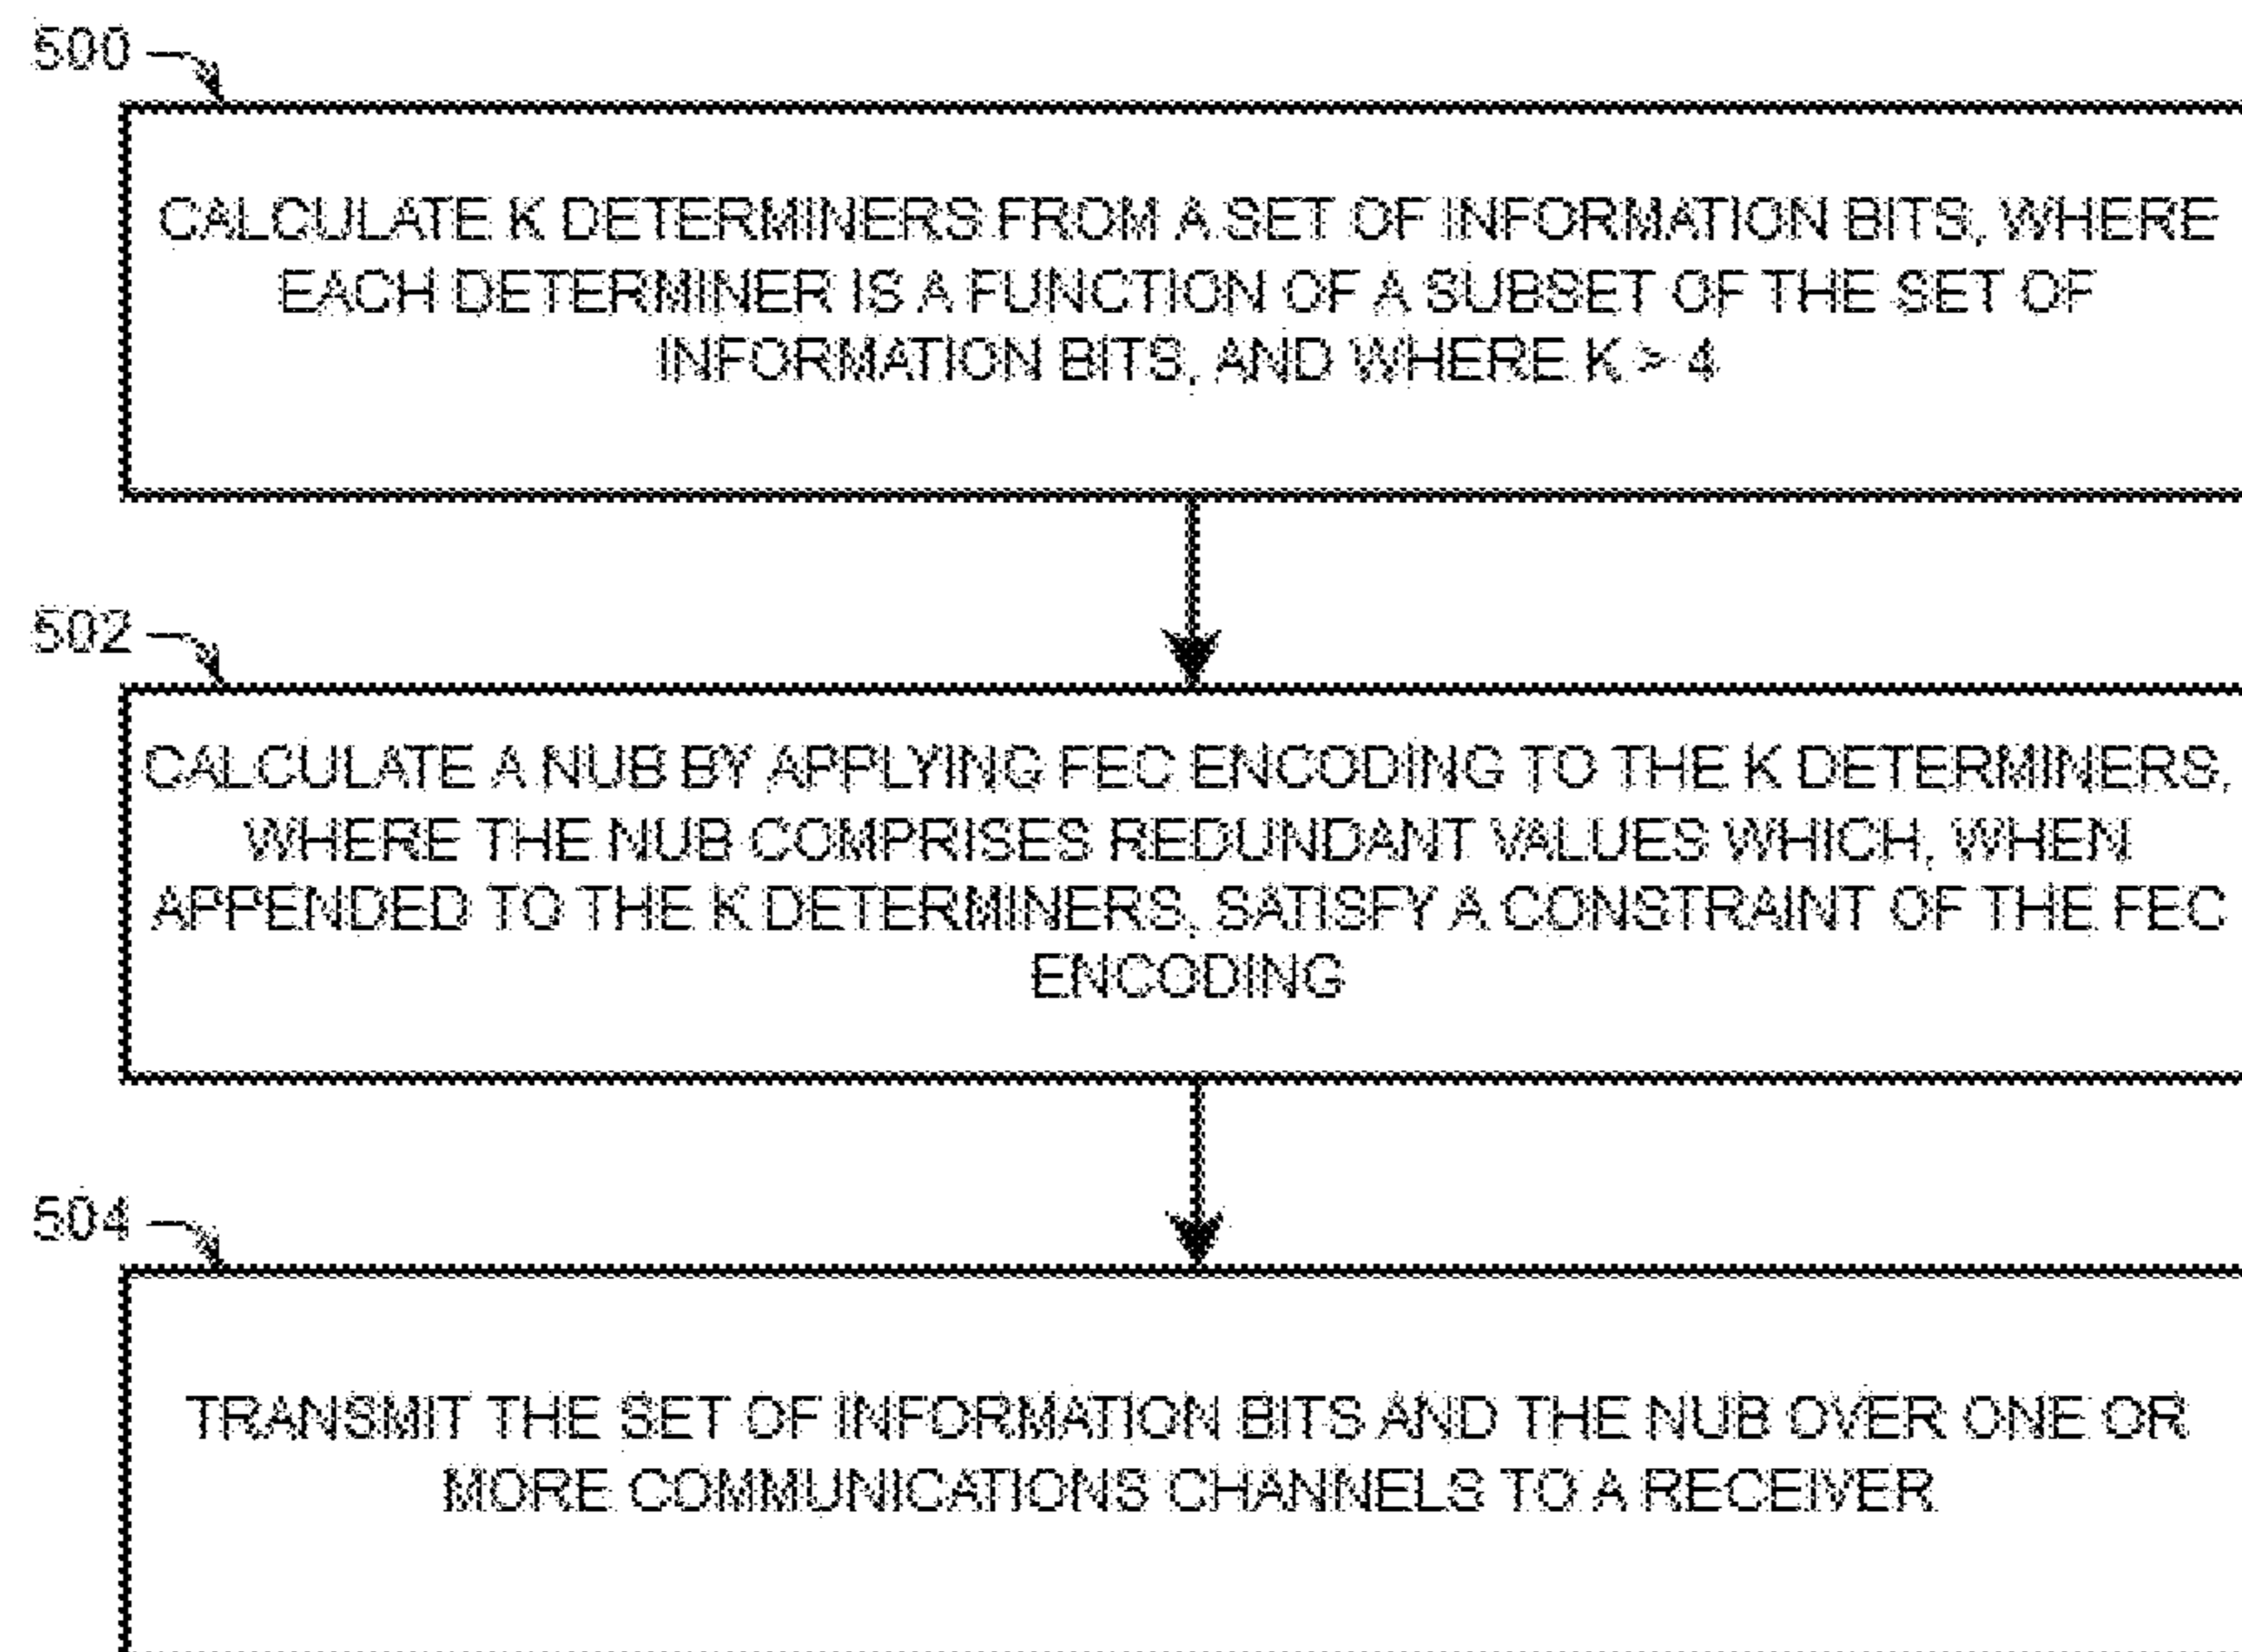 500
CALCULATE K DETERMINERS FROM A SET OF INFORMATION BITS, WHERE
EACH DETERMINER IS A FUNCTION OF A SUBSET OF THE SET OF
INFORMATION BITS, AND WHERE K > 4
502
CALCULATE A NUB BY APPLYING FEC ENCODING TO THE K DETERMINERS,
WHERE THE NUB COMPRISES REDUNDANT VALUES WHICH, WHEN
APPENDED TO THE K DETERMINERS, SATISFY A CONSTRAINT OF THE FEC
ENCODING
504
TRANSMIT THE SET OF INFORMATION BITS AND THE NUB OVER ONE OR
MORE COMMUNICATIONS CHANNELS TO A RECEIVER